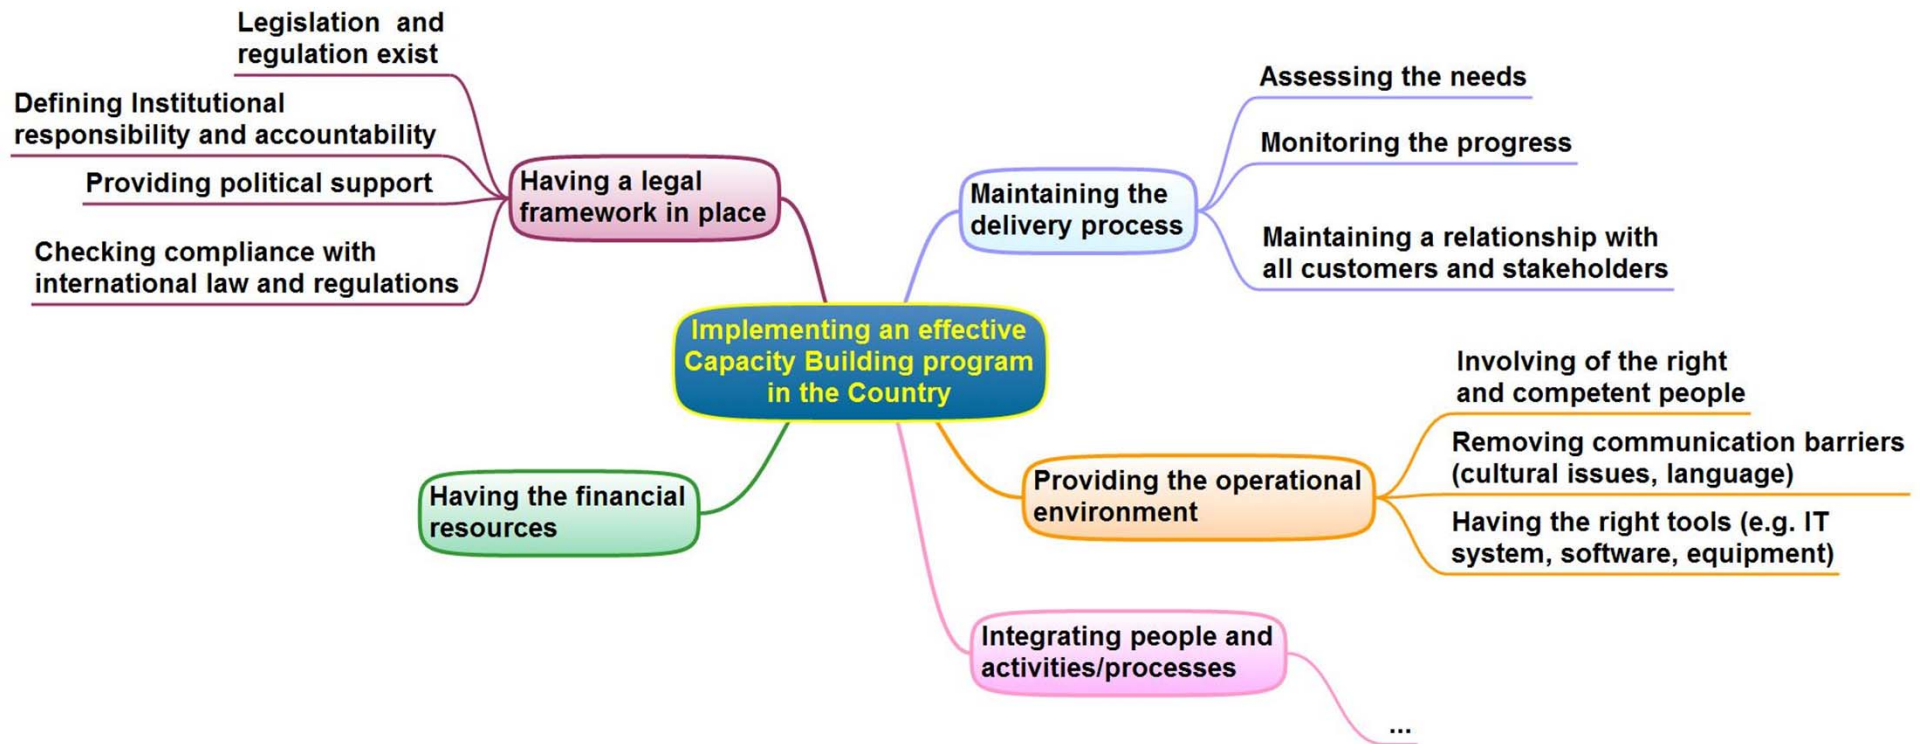 Legislation and
regulation exist
Defining Institutional
responsibility and accountability
Providing political support
Checking compliance with
international law and regulations
Having a legal
framework in place
Having the financial
resources
Implementing an effective
Capacity Building program
in the Country
Maintaining the
delivery process
Assessing the needs
Monitoring the progress
Maintaining a relationship with
all customers and stakeholders
Providing the operational
environment
Involving of the right
and competent people
Removing communication barriers
(cultural issues, language)
Having the right tools (e.g. IT
system, software, equipment)
Integrating people and
activities/processes
...